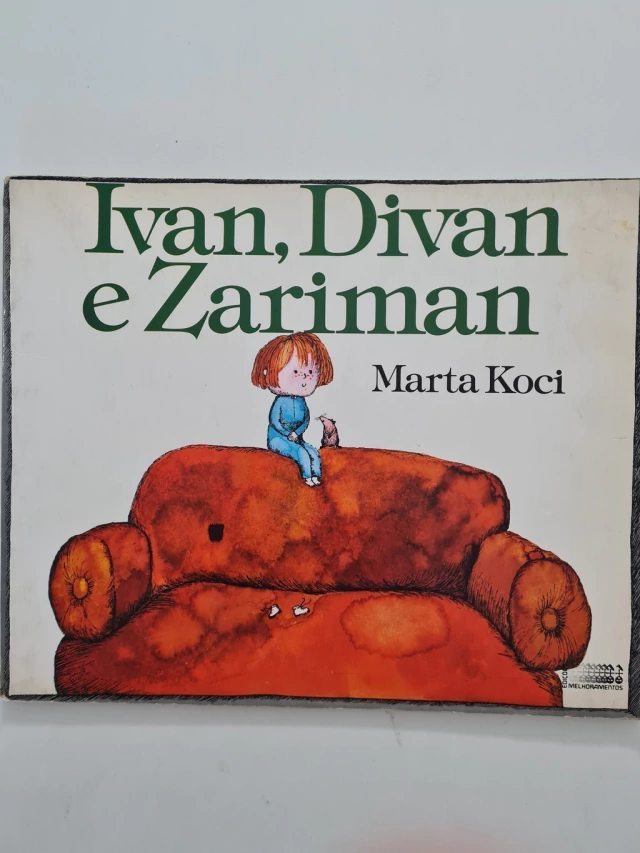 Ivan, Divan
e Zariman
Marta Koci
MELHORAMENTOS